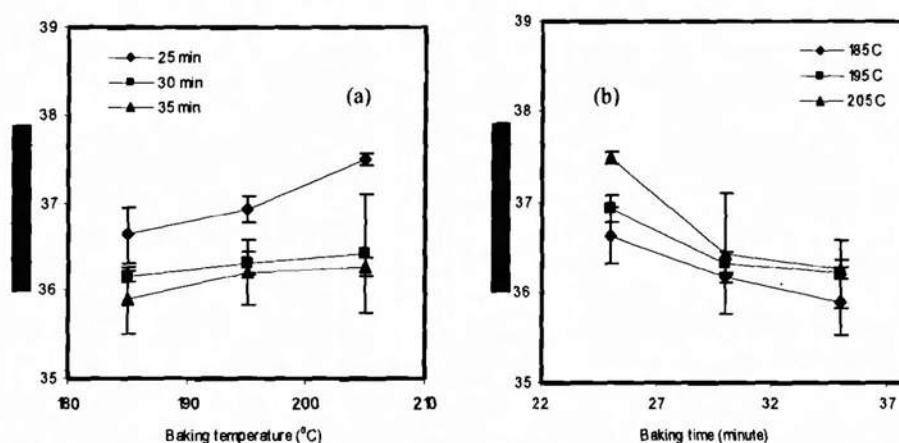 39
38
37
36
35
180 190 200 210
Baking temperature (°C)
25 min
30 min
35 min
(a)
39
38
37
36
35
22 27 32 37
Baking time (minute)
(b)
185C
195C
205C